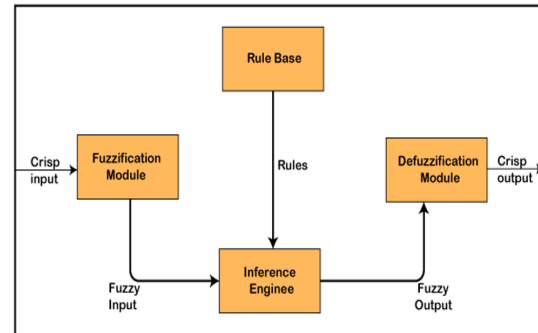 Rule Base
Crisp
input
Fuzzification
Module
Rules
Defuzzification
Module
Crisp
output
Inference
Enginee
Fuzzy
Input
Fuzzy
Output